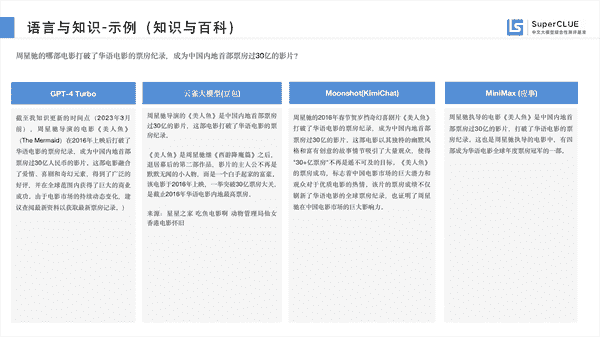 语言与知识-示例（知识与百科）
SuperCLUE
中文大模型综合性测评基准
周星驰的哪部电影打破了华语电影的票房纪录，成为中国内地首部票房过30亿的影片?
GPT-4 Turbo
截至我知识更新的时间点（2023年3月
前），周星驰导演的电影《美人鱼》
（The Mermaid）在2016年上映后打破了
华语电影的票房纪录，成为中国内地首部
票房过30亿人民币的影片。这部电影融合
了爱情、喜剧和奇幻元素，得到了广泛的
好评，并在全球范围内获得了巨大的商业
成功。由于电影市场的持续动态变化，建
议查阅最新资料以获取最新票房记录。）
云雀大模型(豆包)
周星驰导演的《美人鱼》是中国内地首部票房
过30亿的影片，这部电影打破了华语电影的票
房纪录。
《美人鱼》是周星驰继《西游降魔篇》之后，
退居幕后的第二部作品，影片的主人公不再是
默默无闻的小人物，而是一个白手起家的富豪。
该电影于2016年上映，一举突破30亿票房大关，
是截止2016年华语电影内地最高票房。
来源：星星之家 吃鱼电影啊 动物管理局仙女
香港电影怀旧
Moonshot(KimiChat)
周星驰的2016年春节贺岁档奇幻喜剧片《美人鱼》
打破了华语电影的票房纪录，成为中国内地首部
票房过30亿的影片。这部电影以其独特的幽默风
格和富有创意的故事情节吸引了大量观众，使得
"30+亿票房"不再是遥不可及的目标。《美人鱼》
的票房成功，标志着中国电影市场的巨大潜力和
观众对于优质电影的热情。该片的票房成绩不仅
刷新了华语电影的全球票房纪录，也证明了周星
驰在中国电影市场的巨大影响力。
MiniMax (应事)
周星驰执导的电影《美人鱼》是中国内地首
部票房过30亿的影片，打破了华语电影的票
房纪录。这也是周星驰执导的电影中，有四
部成为华语电影全球年度票房冠军的一部。